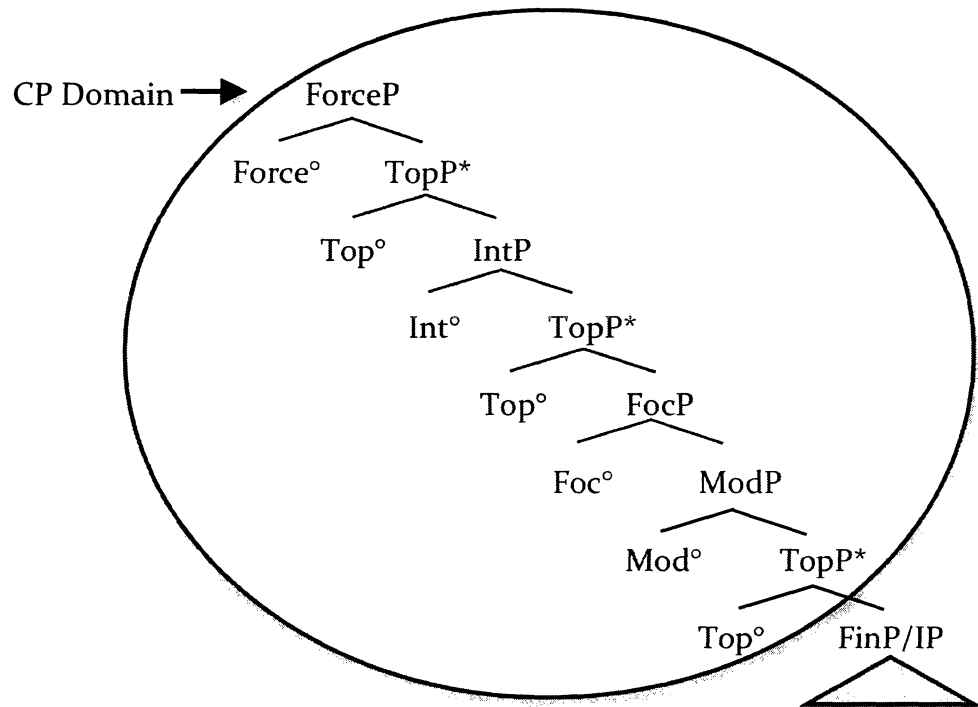 CP Domain ForceP
Force° TopP*
Top° IntP
Int° TopP*
Top° FocP
Foc° ModP
Mod° TopP*
Top° FinP/IP